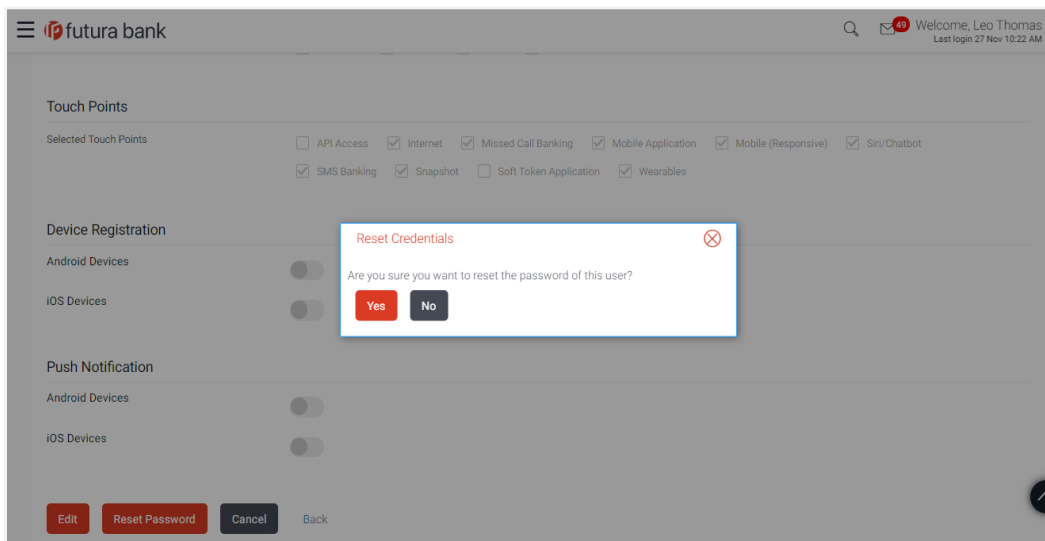 futura bank
49
Welcome, Leo Thomas
Last login 27 Nov 10:22 AM
Touch Points
Selected Touch Points
API Access Internet Missed Call Banking Mobile Application Mobile (Responsive) Siri/Chatbot
SMS Banking Snapshot Soft Token Application Wearables
Device Registration
Android Devices
iOS Devices
Reset Credentials
Are you sure you want to reset the password of this user?
Yes No
Push Notification
Android Devices
iOS Devices
Edit Reset Password Cancel Back